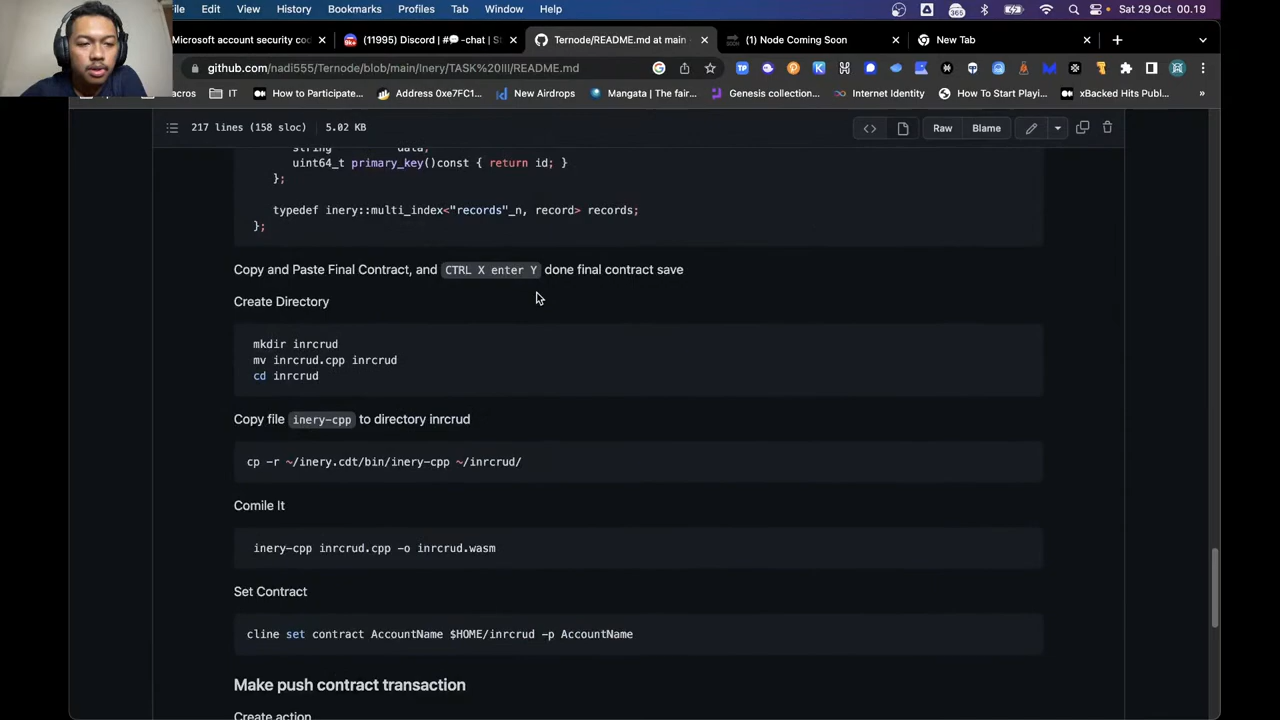 Edit View History Bookmarks Profiles Tab Window Help Sat 29 Oct 00.19
Microsoft account security cod
(11995) Discord | #💬-chat | S
Ternode/README.md at main ·
(1) Node Coming Soon
New Tab
github.com/nadi555/Ternode/blob/main/Inery/TASK%20III/README.md
acros
IT
How to Participate...
Address 0xe7FC1...
New Airdrops
Mangata | The fair...
Genesis collection...
Internet Identity
How To Start Playi...
xBacked Hits Publ...
217 lines (158 sloc) 5.02 KB
Raw
Blame
string data;
uint64_t primary_key()const { return id; }
};
typedef inery::multi_index<"records"_n, record> records;
};
Copy and Paste Final Contract, and CTRL X enter Y done final contract save
Create Directory
mkdir inrcrud
mv inrcrud.cpp inrcrud
cd inrcrud
Copy file inery-cpp to directory inrcrud
cp -r ~/inery.cdt/bin/inery-cpp ~/inrcrud/
Comile It
inery-cpp inrcrud.cpp -o inrcrud.wasm
Set Contract
cline set contract AccountName $HOME/inrcrud -p AccountName
Make push contract transaction
Create action